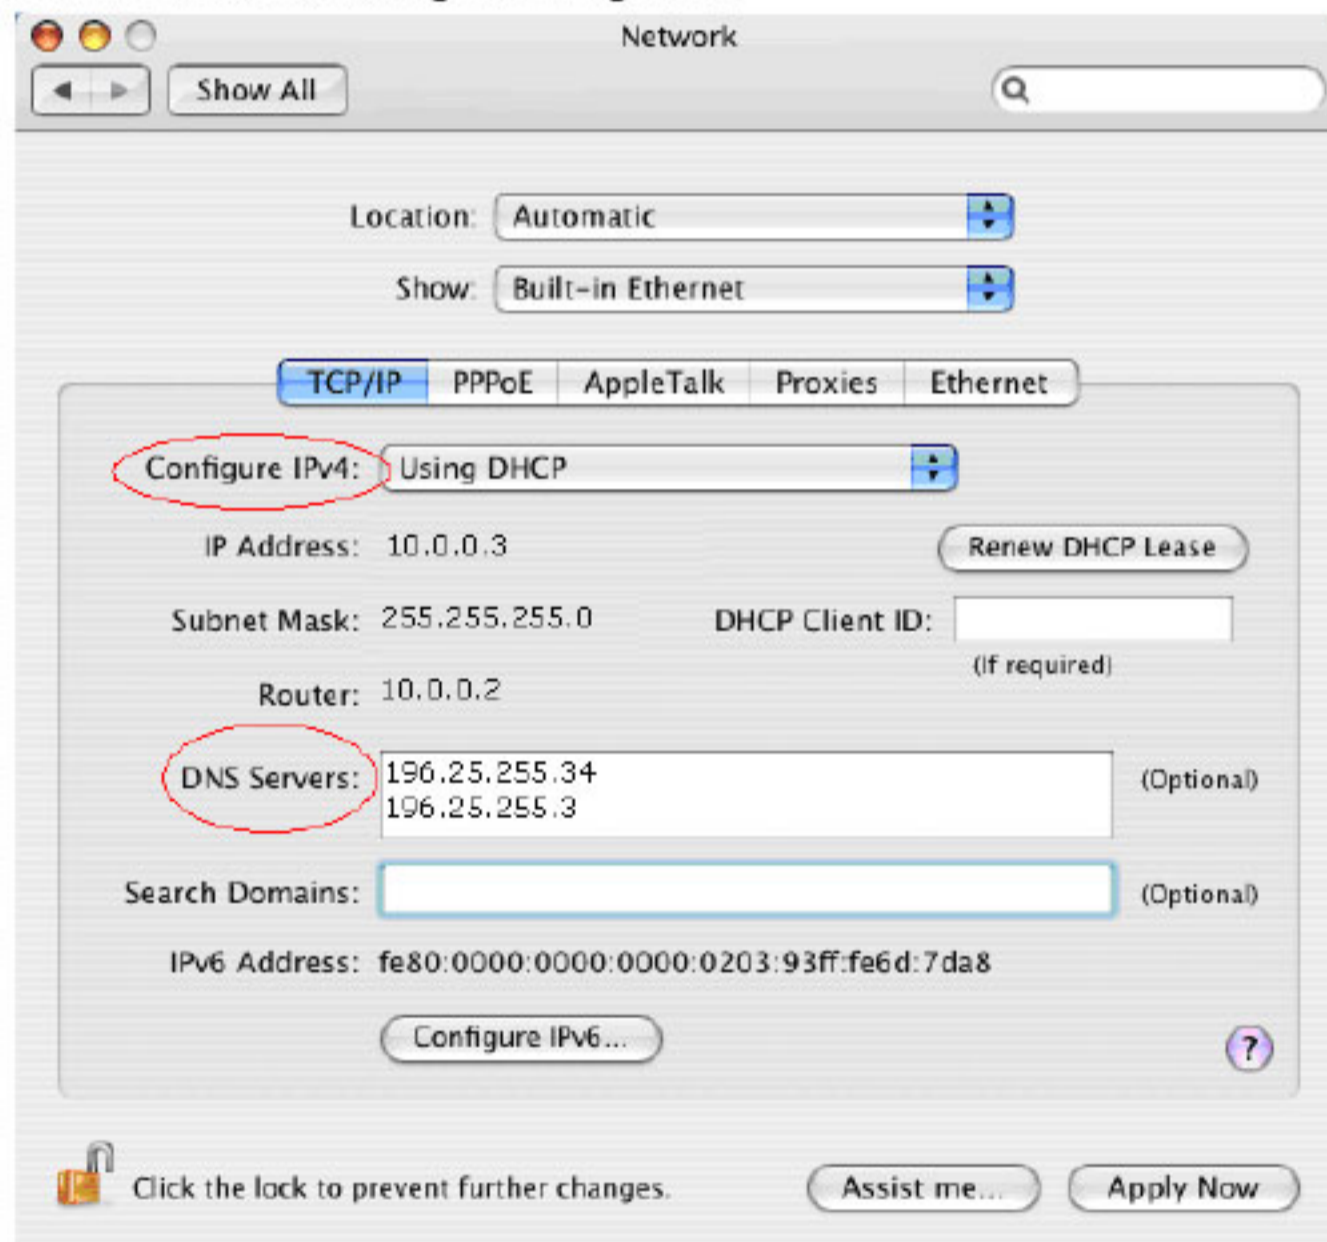 Network
Show All
Location: Automatic
Show: Built-in Ethernet
TCP/IP PPPoE AppleTalk Proxies Ethernet
Configure IPv4: Using DHCP
IP Address: 10.0.0.3 Renew DHCP Lease
Subnet Mask: 255.255.255.0 DHCP Client ID:
(If required)
Router: 10.0.0.2
DNS Servers: 196.25.255.34 (Optional)
196.25.255.3
Search Domains: (Optional)
IPv6 Address: fe80:0000:0000:0000:0203:93ff:fe6d:7da8
Configure IPv6...
?
Click the lock to prevent further changes. Assist me... Apply Now